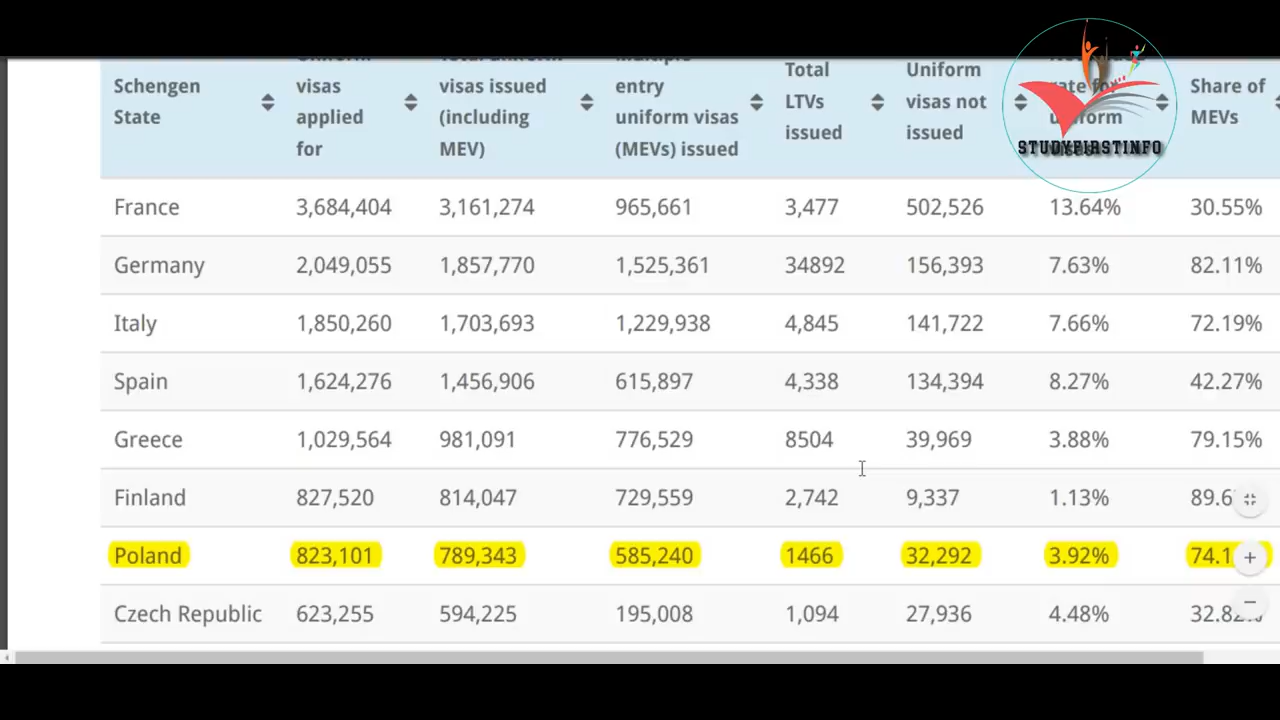 Schengen State
visas applied for
visas issued (including MEV)
entry uniform visas (MEVs) issued
Total LTVs issued
Uniform visas not issued
rate for uniform
Share of MEVs
STUDYFIRSTINFO
France 3,684,404 3,161,274 965,661 3,477 502,526 13.64% 30.55%
Germany 2,049,055 1,857,770 1,525,361 34892 156,393 7.63% 82.11%
Italy 1,850,260 1,703,693 1,229,938 4,845 141,722 7.66% 72.19%
Spain 1,624,276 1,456,906 615,897 4,338 134,394 8.27% 42.27%
Greece 1,029,564 981,091 776,529 8504 39,969 3.88% 79.15%
Finland 827,520 814,047 729,559 2,742 9,337 1.13%
Poland 823,101 789,343 585,240 1466 32,292 3.92%
Czech Republic 623,255 594,225 195,008 1,094 27,936 4.48%